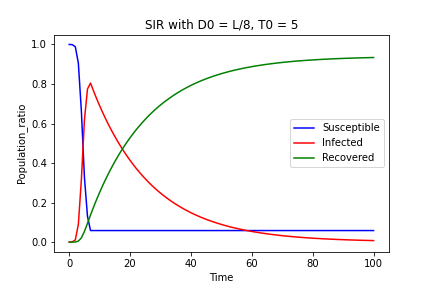 SIR with D0 = L/8, T0 = 5
Population_ratio
1.0
0.8
0.6
0.4
0.2
0.0
Susceptible
Infected
Recovered
0 20 40 60 80 100
Time